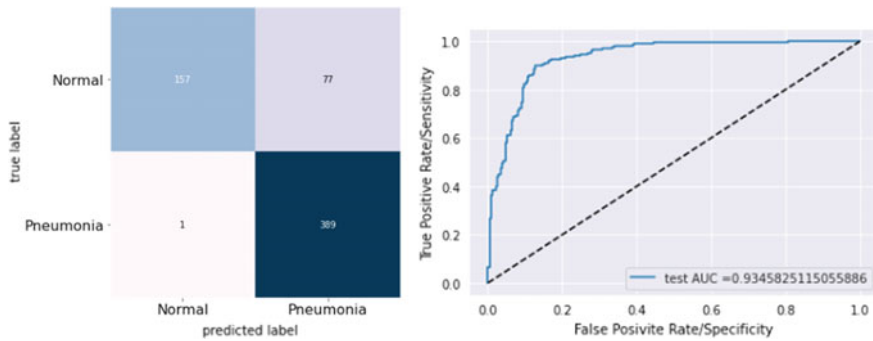 Normal
157
77
true label
Pneumonia
1
389
Normal
Pneumonia
predicted label
1.0
0.8
0.6
0.4
0.2
0.0
True Positive Rate/Sensitivity
test AUC =0.9345825115055886
0.0
0.2
0.4
0.6
0.8
1.0
False Posivite Rate/Specificity